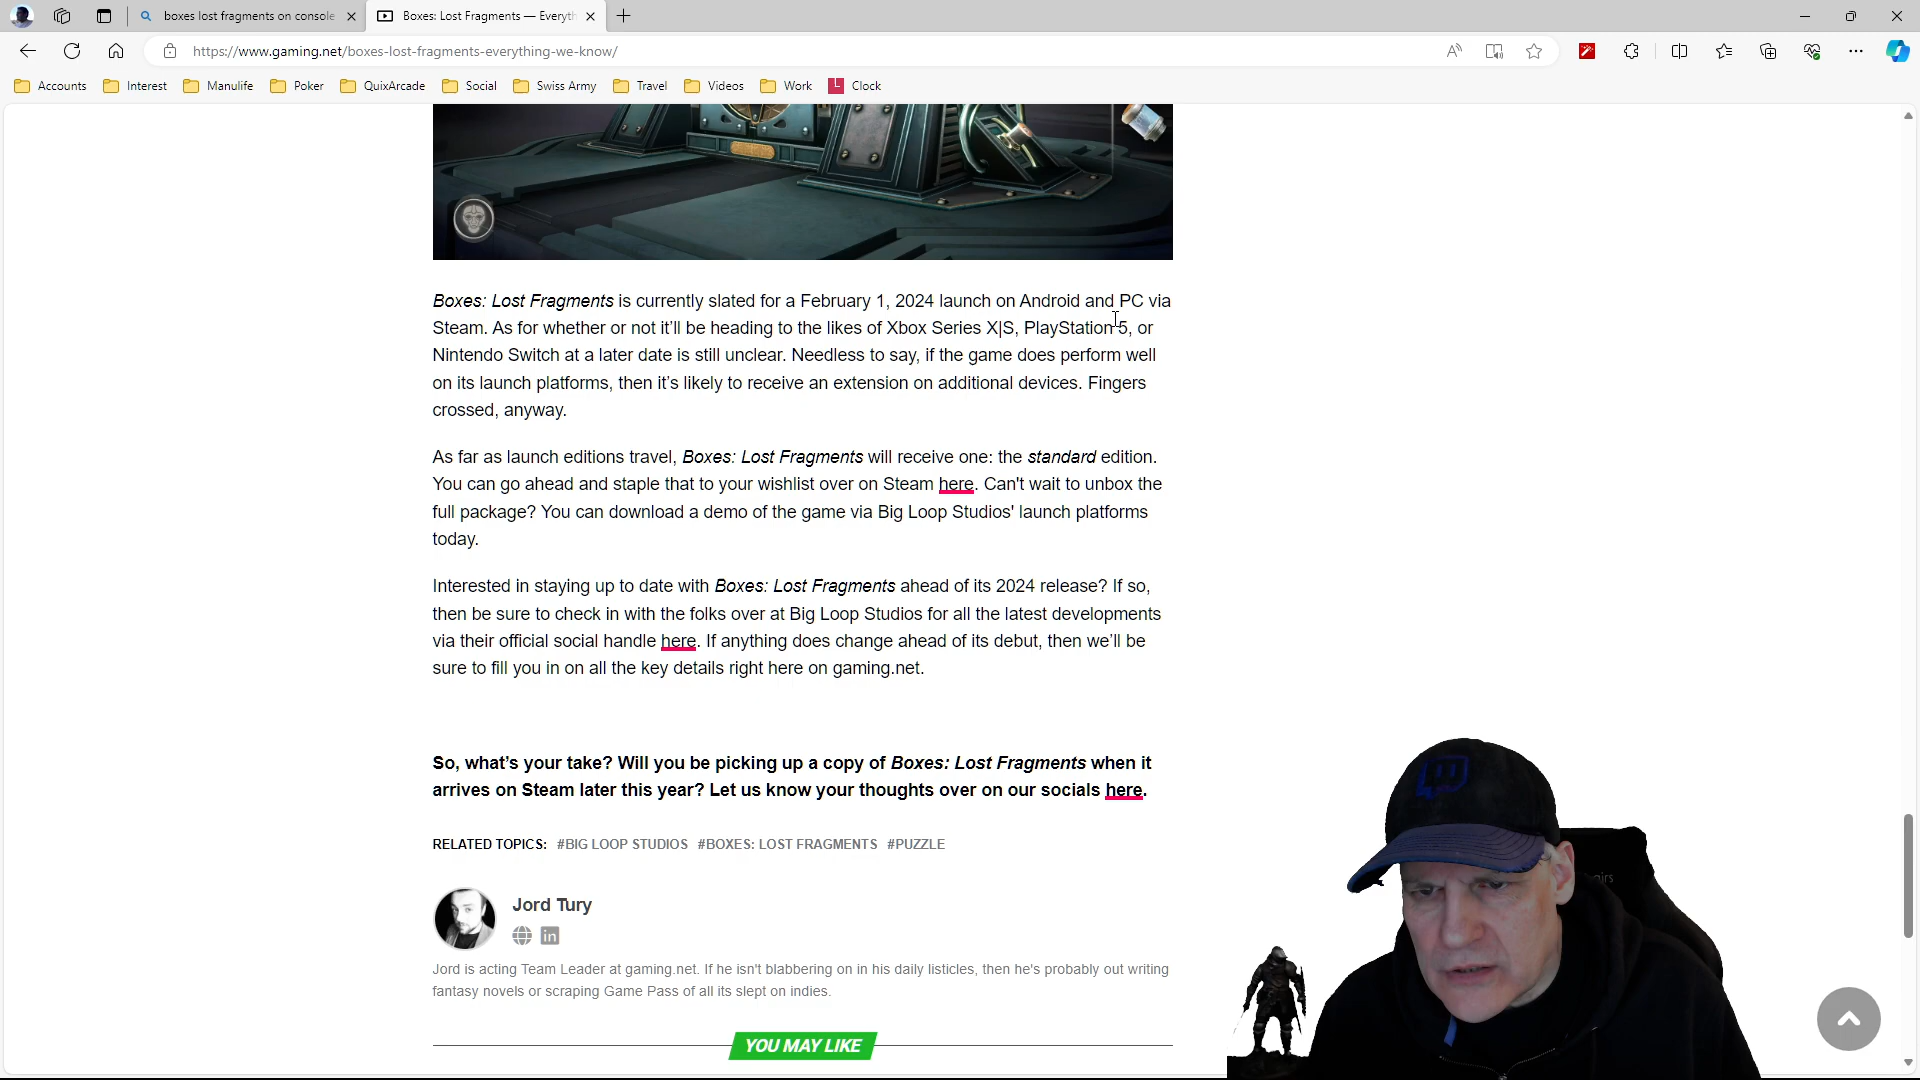 boxes lost fragments on console
Boxes: Lost Fragments — Everyth
https://www.gaming.net/boxes-lost-fragments-everything-we-know/
Accounts Interest Manulife Poker QuixArcade Social Swiss Army Travel Videos Work Clock
Boxes: Lost Fragments is currently slated for a February 1, 2024 launch on Android and PC via
Steam. As for whether or not it’ll be heading to the likes of Xbox Series X|S, PlayStation 5, or
Nintendo Switch at a later date is still unclear. Needless to say, if the game does perform well
on its launch platforms, then it’s likely to receive an extension on additional devices. Fingers
crossed, anyway.
As far as launch editions travel, Boxes: Lost Fragments will receive one: the standard edition.
You can go ahead and staple that to your wishlist over on Steam here. Can't wait to unbox the
full package? You can download a demo of the game via Big Loop Studios' launch platforms
today.
Interested in staying up to date with Boxes: Lost Fragments ahead of its 2024 release? If so,
then be sure to check in with the folks over at Big Loop Studios for all the latest developments
via their official social handle here. If anything does change ahead of its debut, then we’ll be
sure to fill you in on all the key details right here on gaming.net.
So, what’s your take? Will you be picking up a copy of Boxes: Lost Fragments when it
arrives on Steam later this year? Let us know your thoughts over on our socials here.
RELATED TOPICS: #BIG LOOP STUDIOS #BOXES: LOST FRAGMENTS #PUZZLE
Jord Tury
in
Jord is acting Team Leader at gaming.net. If he isn't blabbering on in his daily listicles, then he's probably out writing
fantasy novels or scraping Game Pass of all its slept on indies.
YOU MAY LIKE